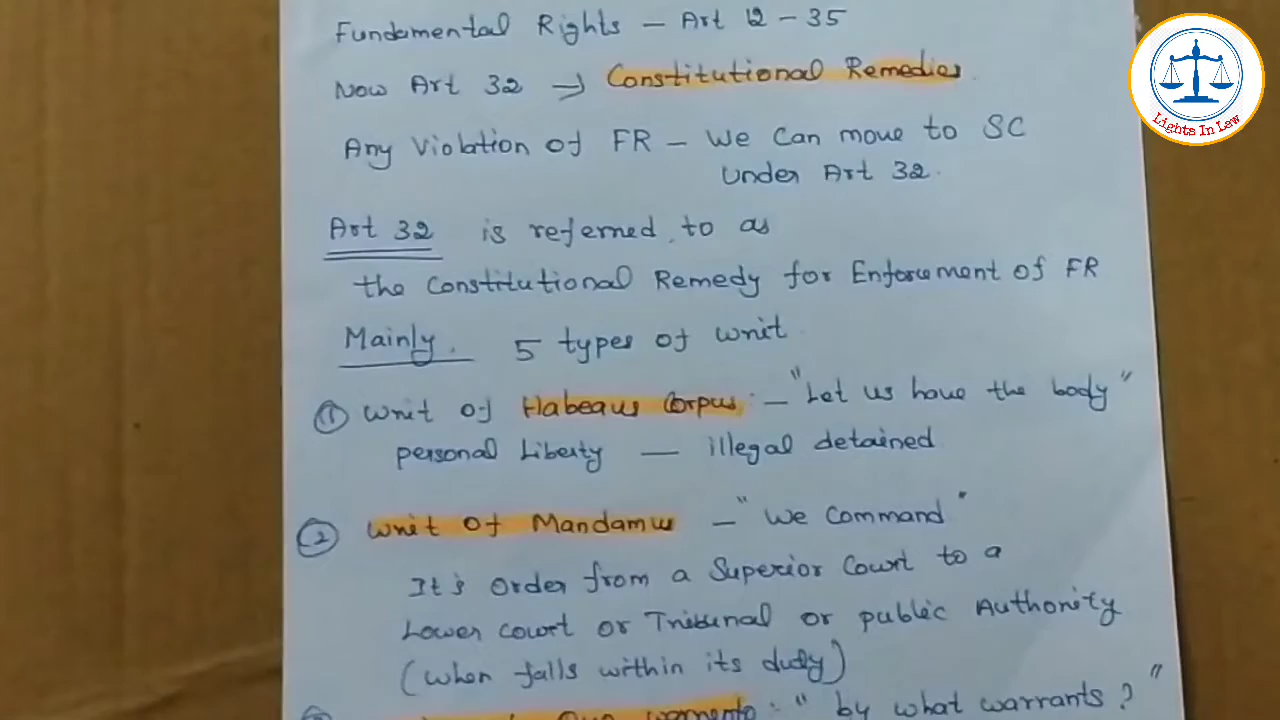 Fundamental Rights - Art 12 - 35
Now Art 32 → Constitutional Remedies
Any Violation of FR - We Can move to SC
Under Art 32.
Art 32 is referred to as
the Constitutional Remedy for Enforcement of FR
Mainly. 5 types of writ
① writ of Habeaus Corpus :- "Let us have the body"
personal Liberty — illegal detained
② writ of Mandamus - "We Command"
It's Order from a Superior Court to a
Lower Court or Tribunal or public Authority
(When falls within its duty)
Quo warrento : "by what warrants?"
Lights In Law